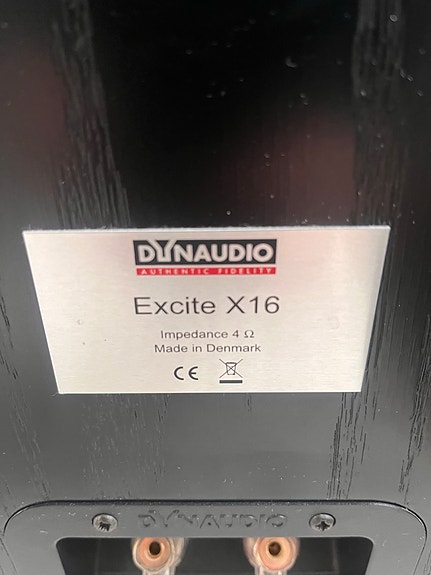 DYNAUDIO
AUTHENTIC FIDELITY
Excite X16
Impedance 4 Ω
Made in Denmark
CE
DYNAUDIO